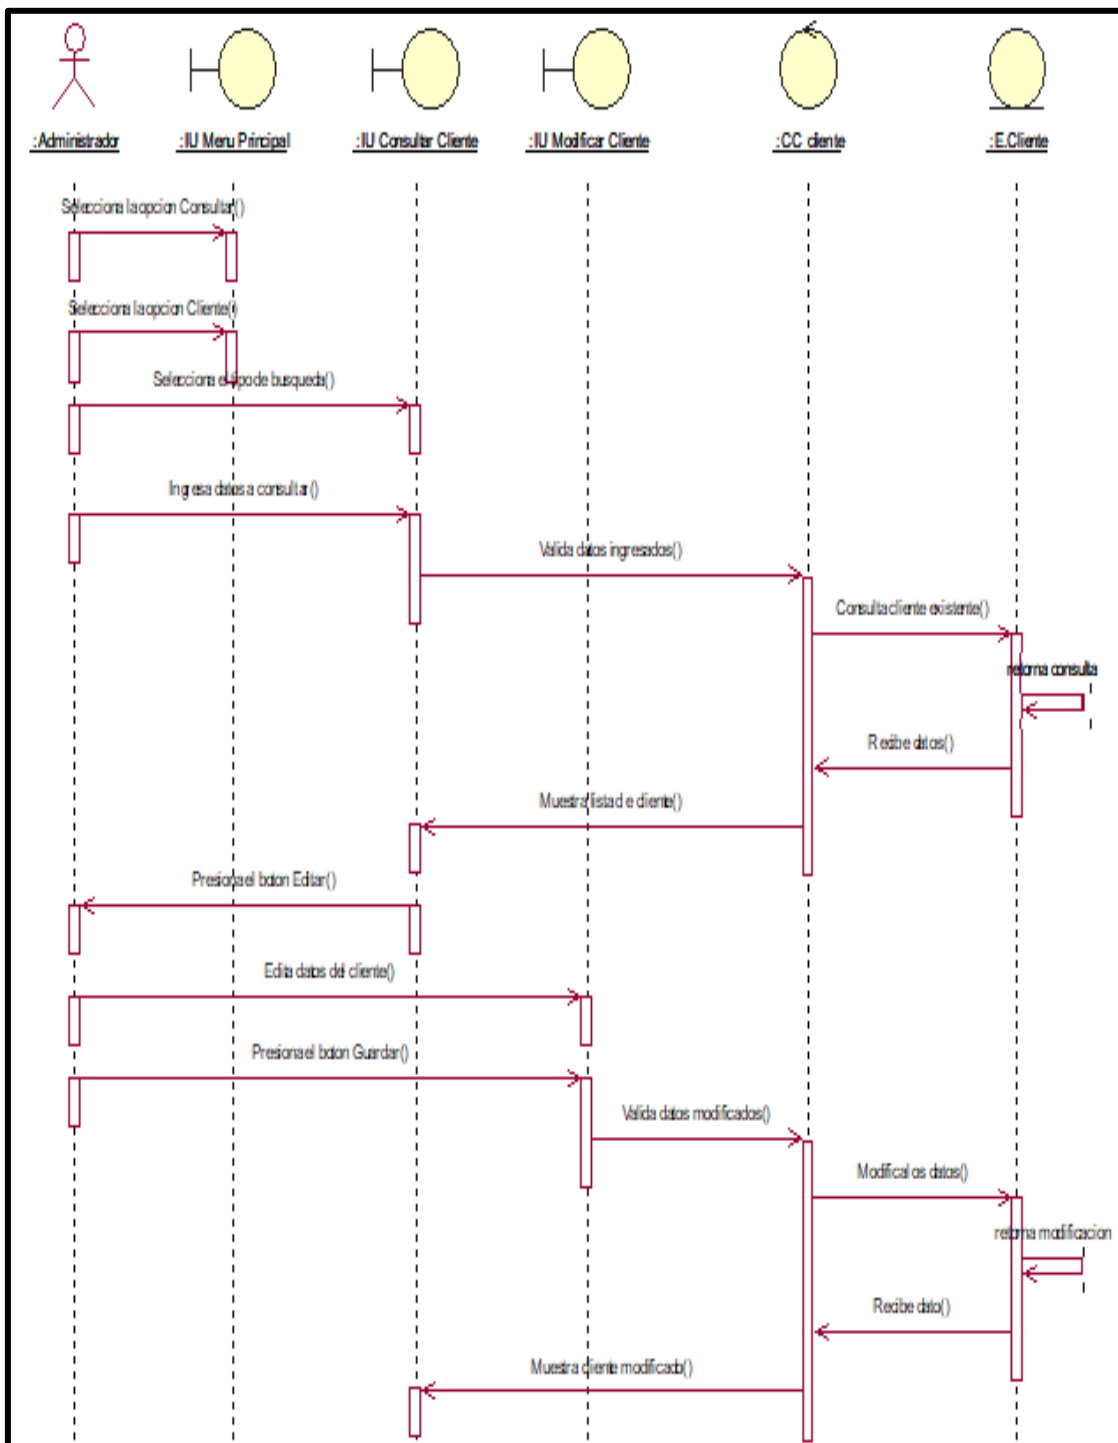 :Administrador
:IU Menu Principal
:IU Consultar Cliente
:IU Modificar Cliente
:CC cliente
:E.Cliente
Selecciona la opcion Consultar()
Selecciona la opcion Cliente()
Selecciona el tipo de busqueda()
Ingresa datos a consultar()
Valida datos ingresados()
Consulta cliente existente()
retorna consulta
Recibe datos()
Muestra lista de cliente()
Presiona el boton Editar()
Edita datos del cliente()
Presiona el boton Guardar()
Valida datos modificados()
Modifica los datos()
retorna modificacion
Recibe dato()
Muestra cliente modificado()